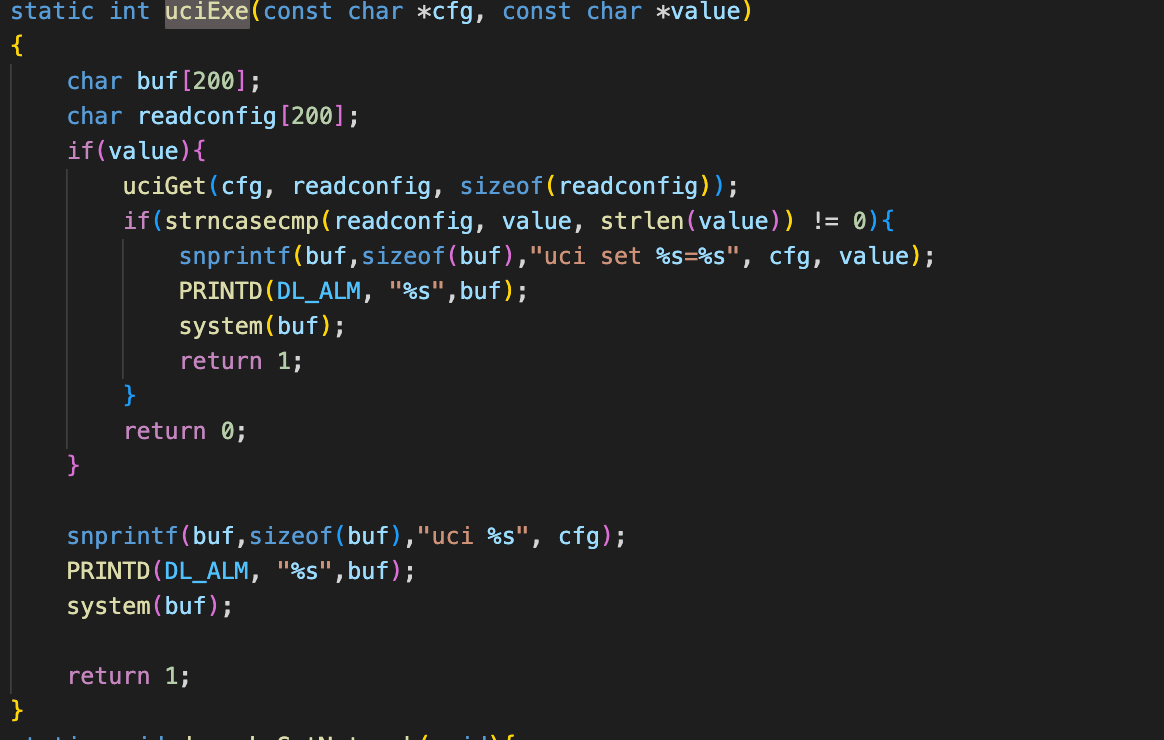 static int uciExe(const char *cfg, const char *value)
{
    char buf[200];
    char readconfig[200];
    if(value){
        uciGet(cfg, readconfig, sizeof(readconfig));
        if(strncasecmp(readconfig, value, strlen(value)) != 0){
            snprintf(buf,sizeof(buf),"uci set %s=%s", cfg, value);
            PRINTD(DL_ALM, "%s",buf);
            system(buf);
            return 1;
        }
        return 0;
    }

    snprintf(buf,sizeof(buf),"uci %s", cfg);
    PRINTD(DL_ALM, "%s",buf);
    system(buf);

    return 1;
}